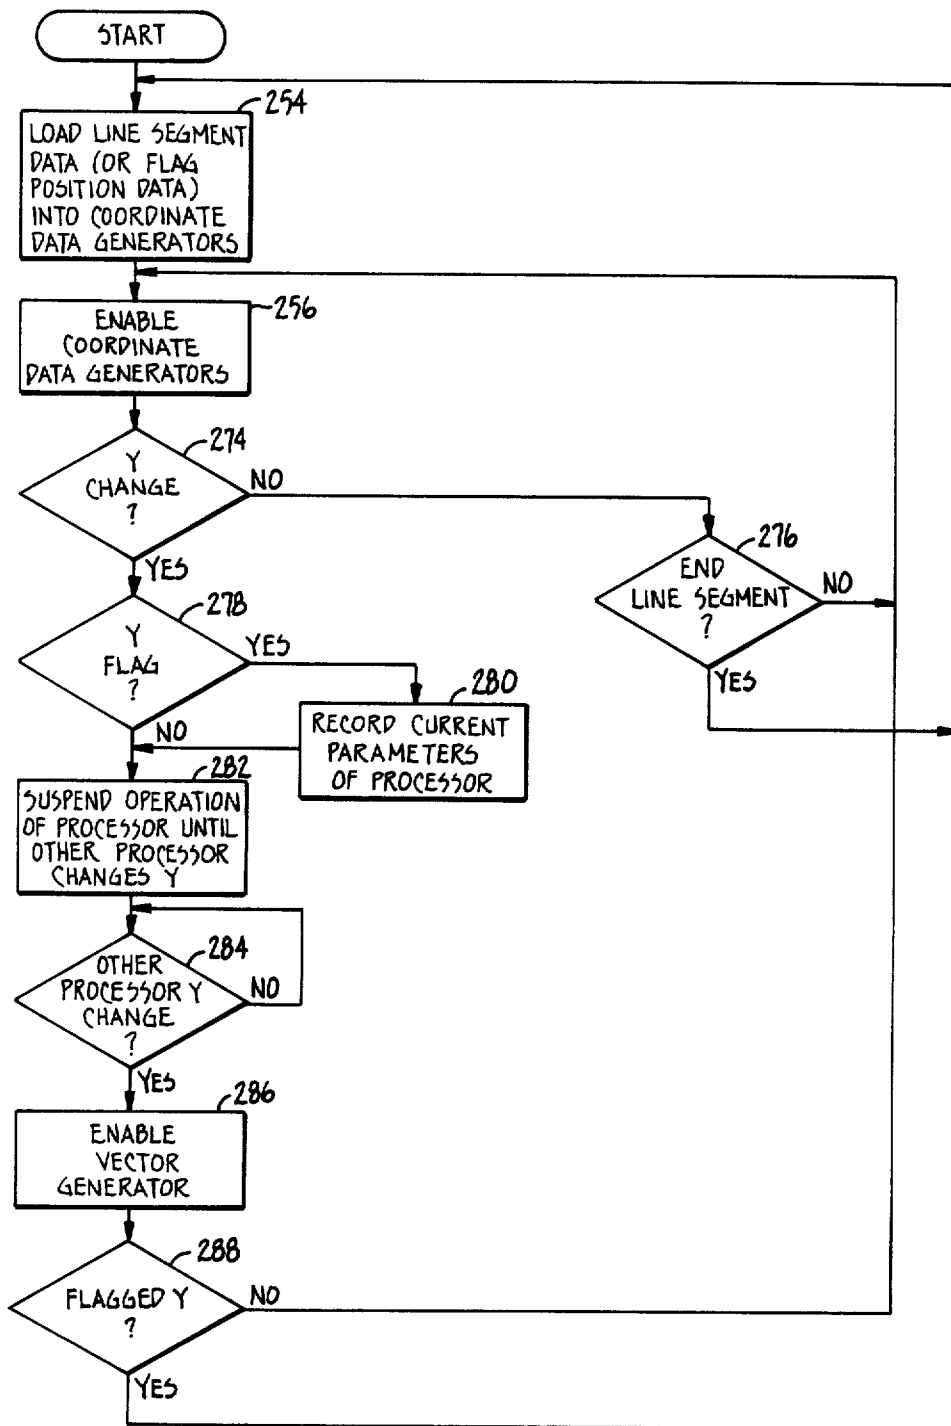 START
254
LOAD LINE SEGMENT
DATA (OR FLAG
POSITION DATA)
INTO COORDINATE
DATA GENERATORS
256
ENABLE
COORDINATE
DATA GENERATORS
274
Y
CHANGE
?
NO
YES
276
END
LINE SEGMENT
?
NO
YES
278
Y
FLAG
?
YES
NO
280
RECORD CURRENT
PARAMETERS
OF PROCESSOR
282
SUSPEND OPERATION
OF PROCESSOR UNTIL
OTHER PROCESSOR
CHANGES Y
284
OTHER
PROCESSOR Y
CHANGE
?
NO
YES
286
ENABLE
VECTOR
GENERATOR
288
FLAGGED Y
?
NO
YES